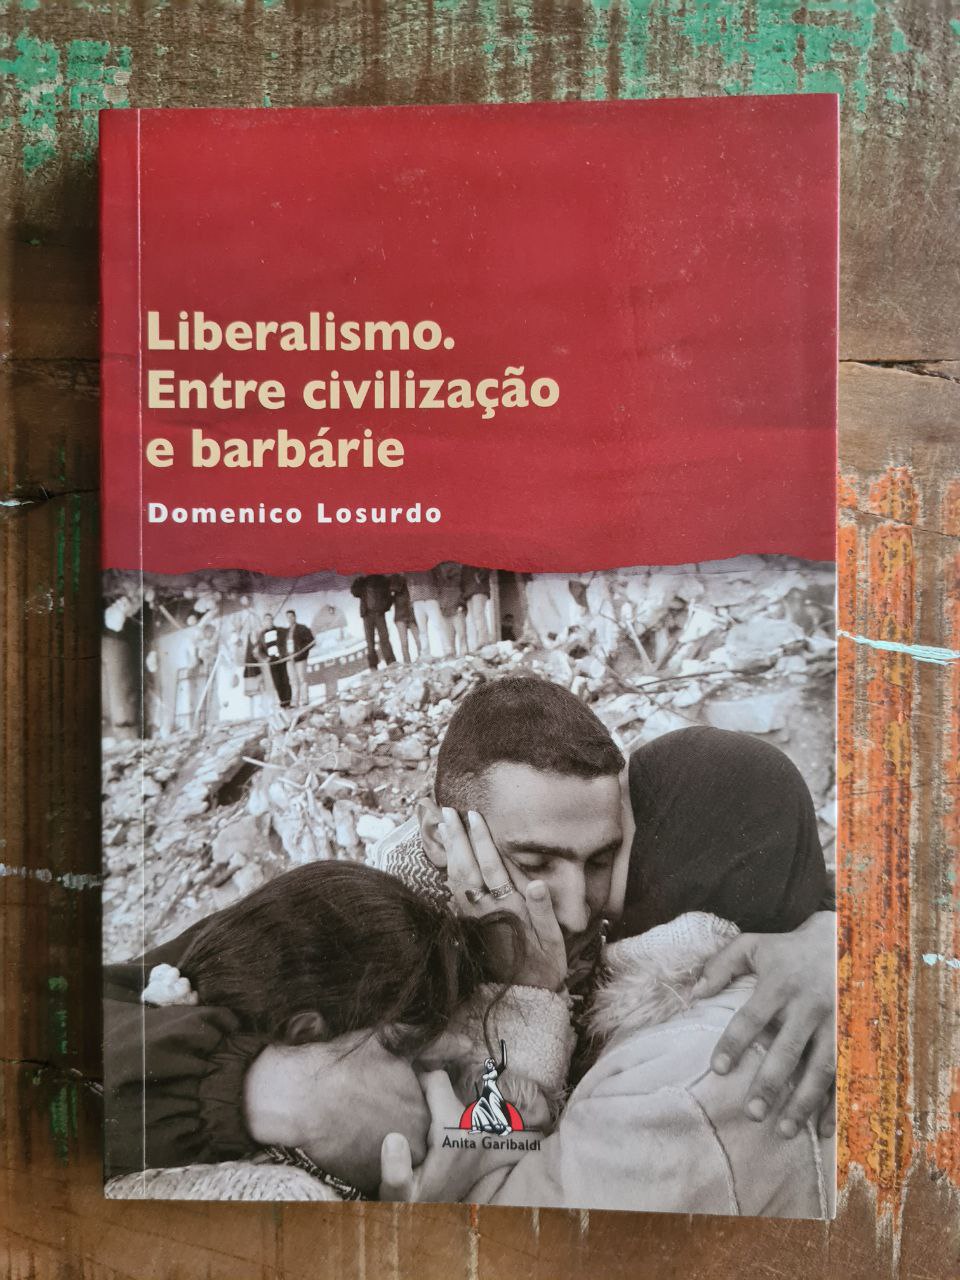 Liberalismo.
Entre civilização
e barbárie
Domenico Losurdo
Anita Garibaldi